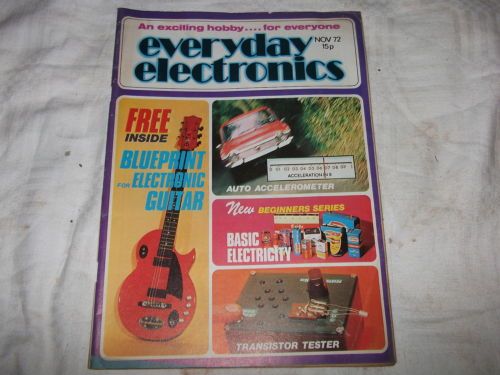 An exciting hobby....for everyone
everyday
electronics
NOV 72
15p
FREE
INSIDE
BLUEPRINT
FOR ELECTRONIC
GUITAR
ACCELERATION IN g
AUTO ACCELEROMETER
New BEGINNERS SERIES
BASIC
ELECTRICITY
TRANSISTOR TESTER